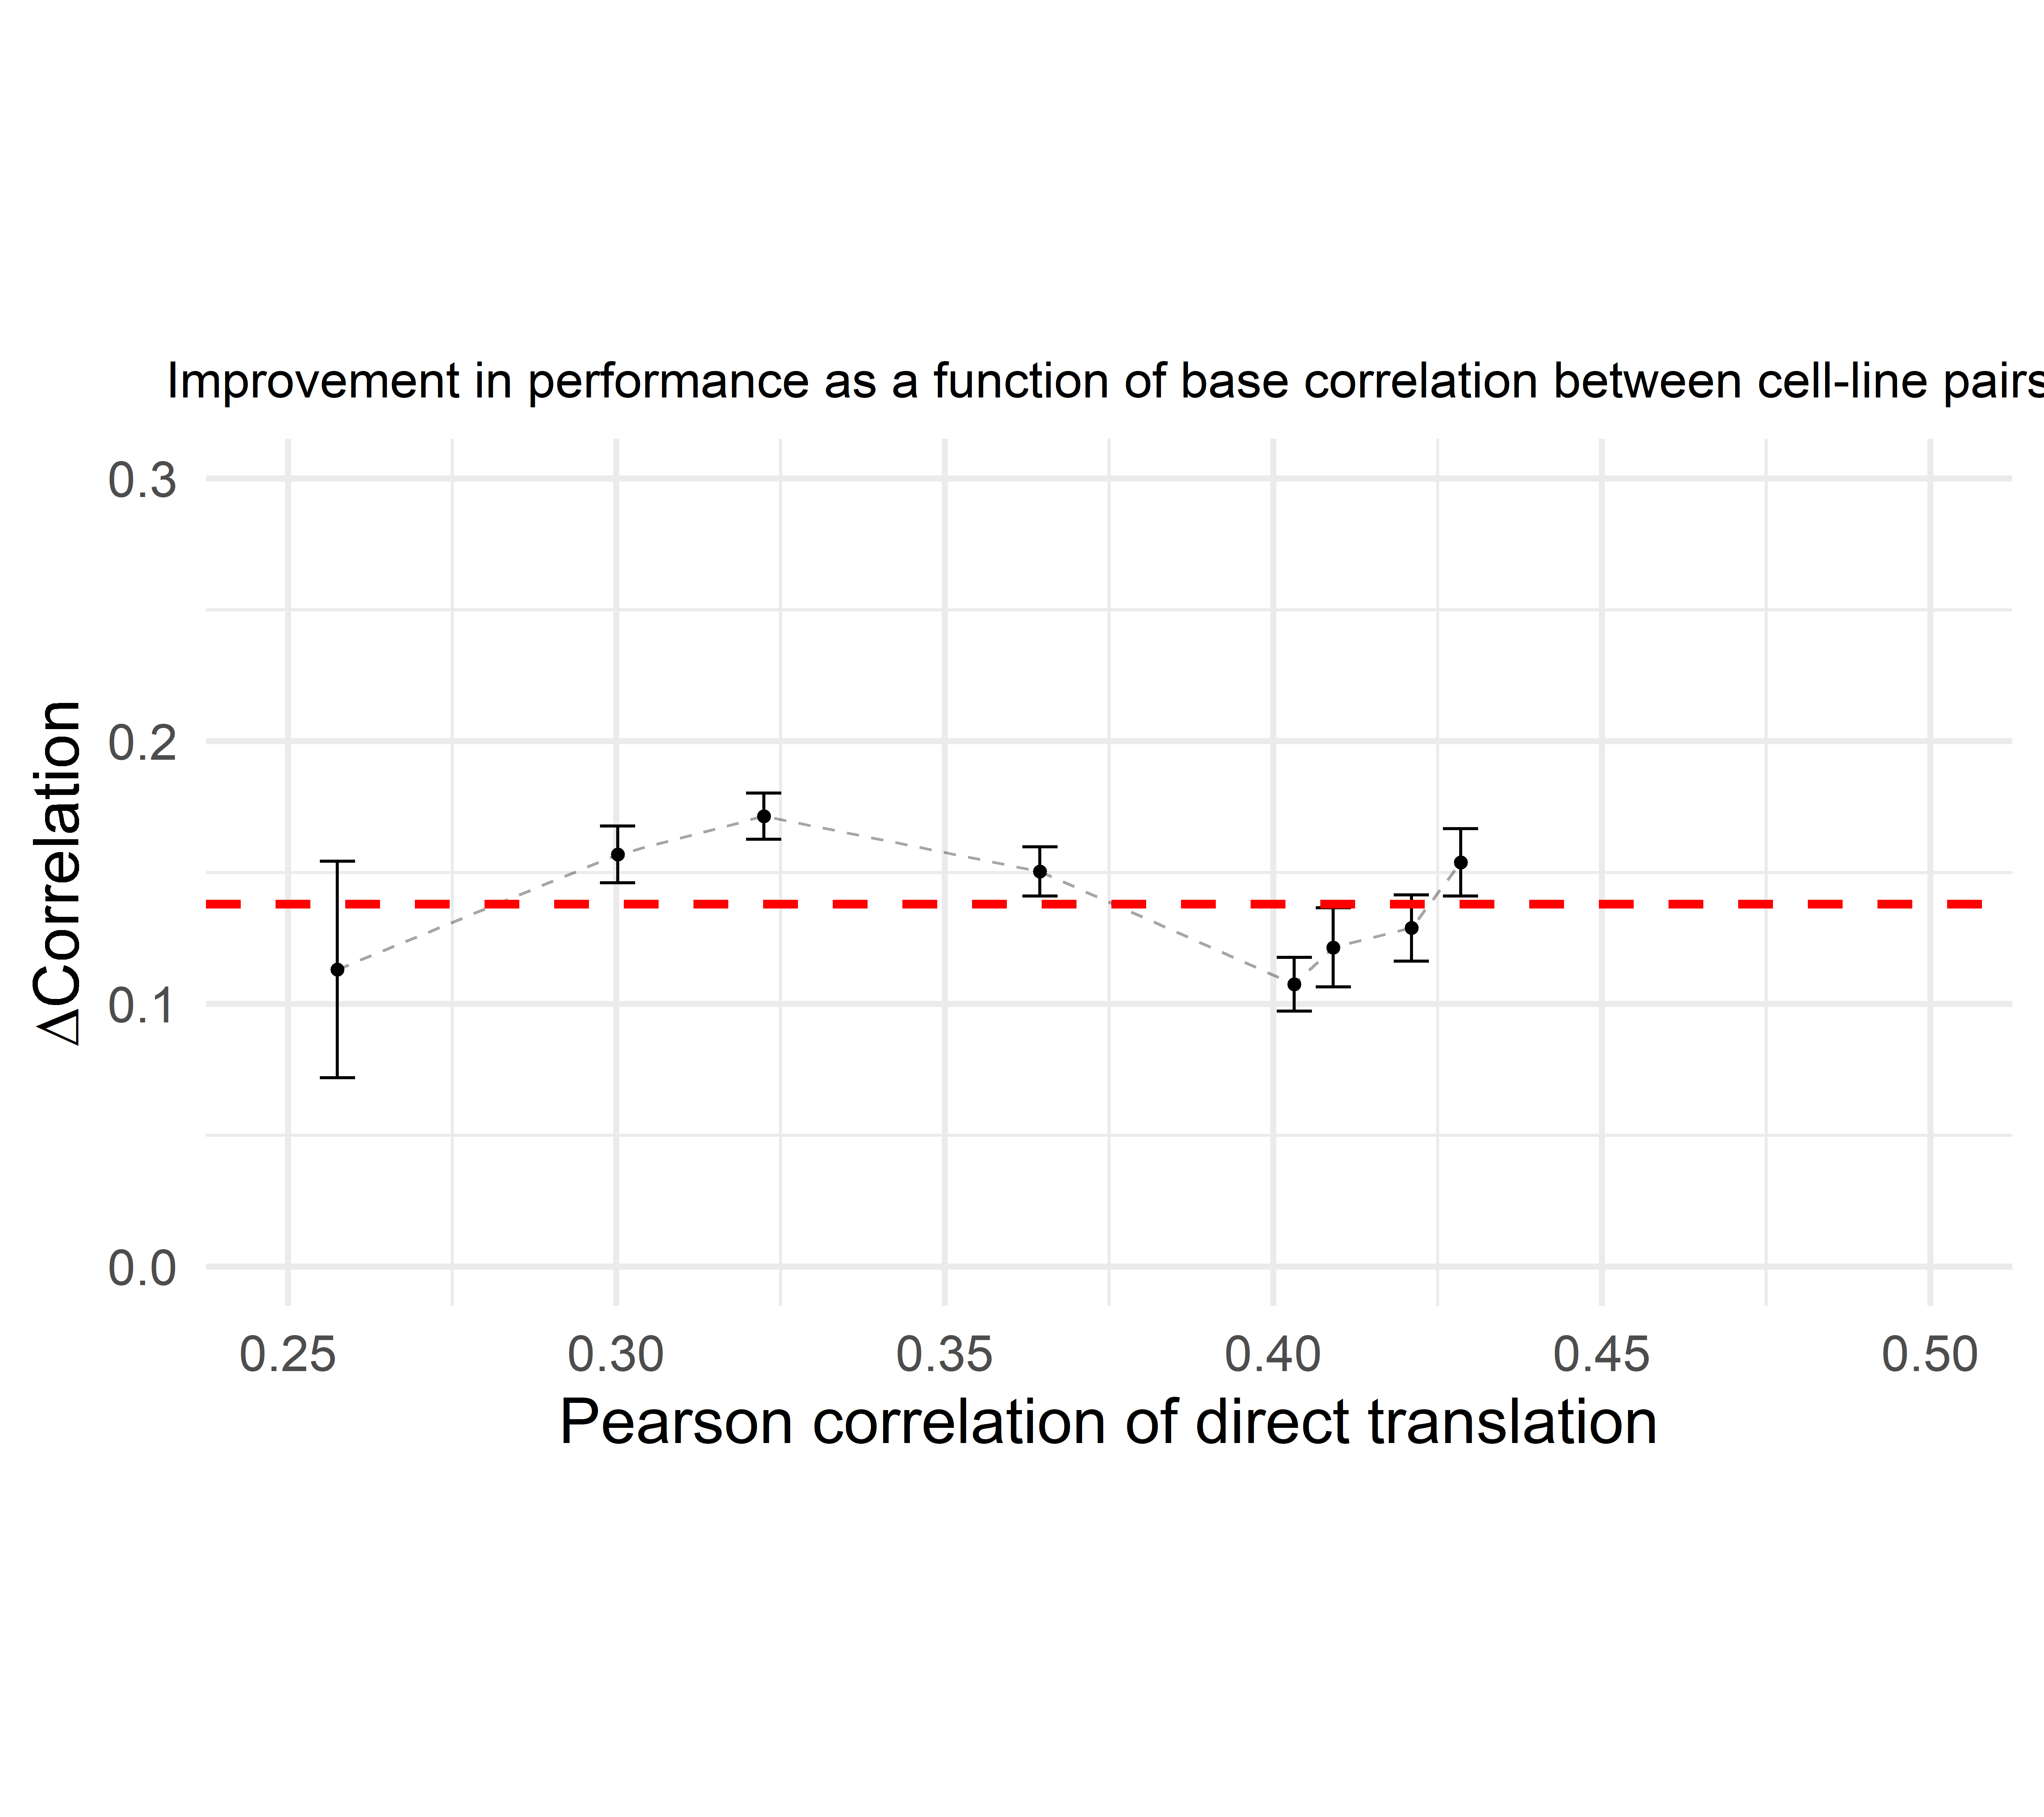 Improvement in performance as a function of base correlation between cell-line pairs
0.3
0.2
0.1
0.0
ΔCorrelation
0.25 0.30 0.35 0.40 0.45 0.50
Pearson correlation of direct translation